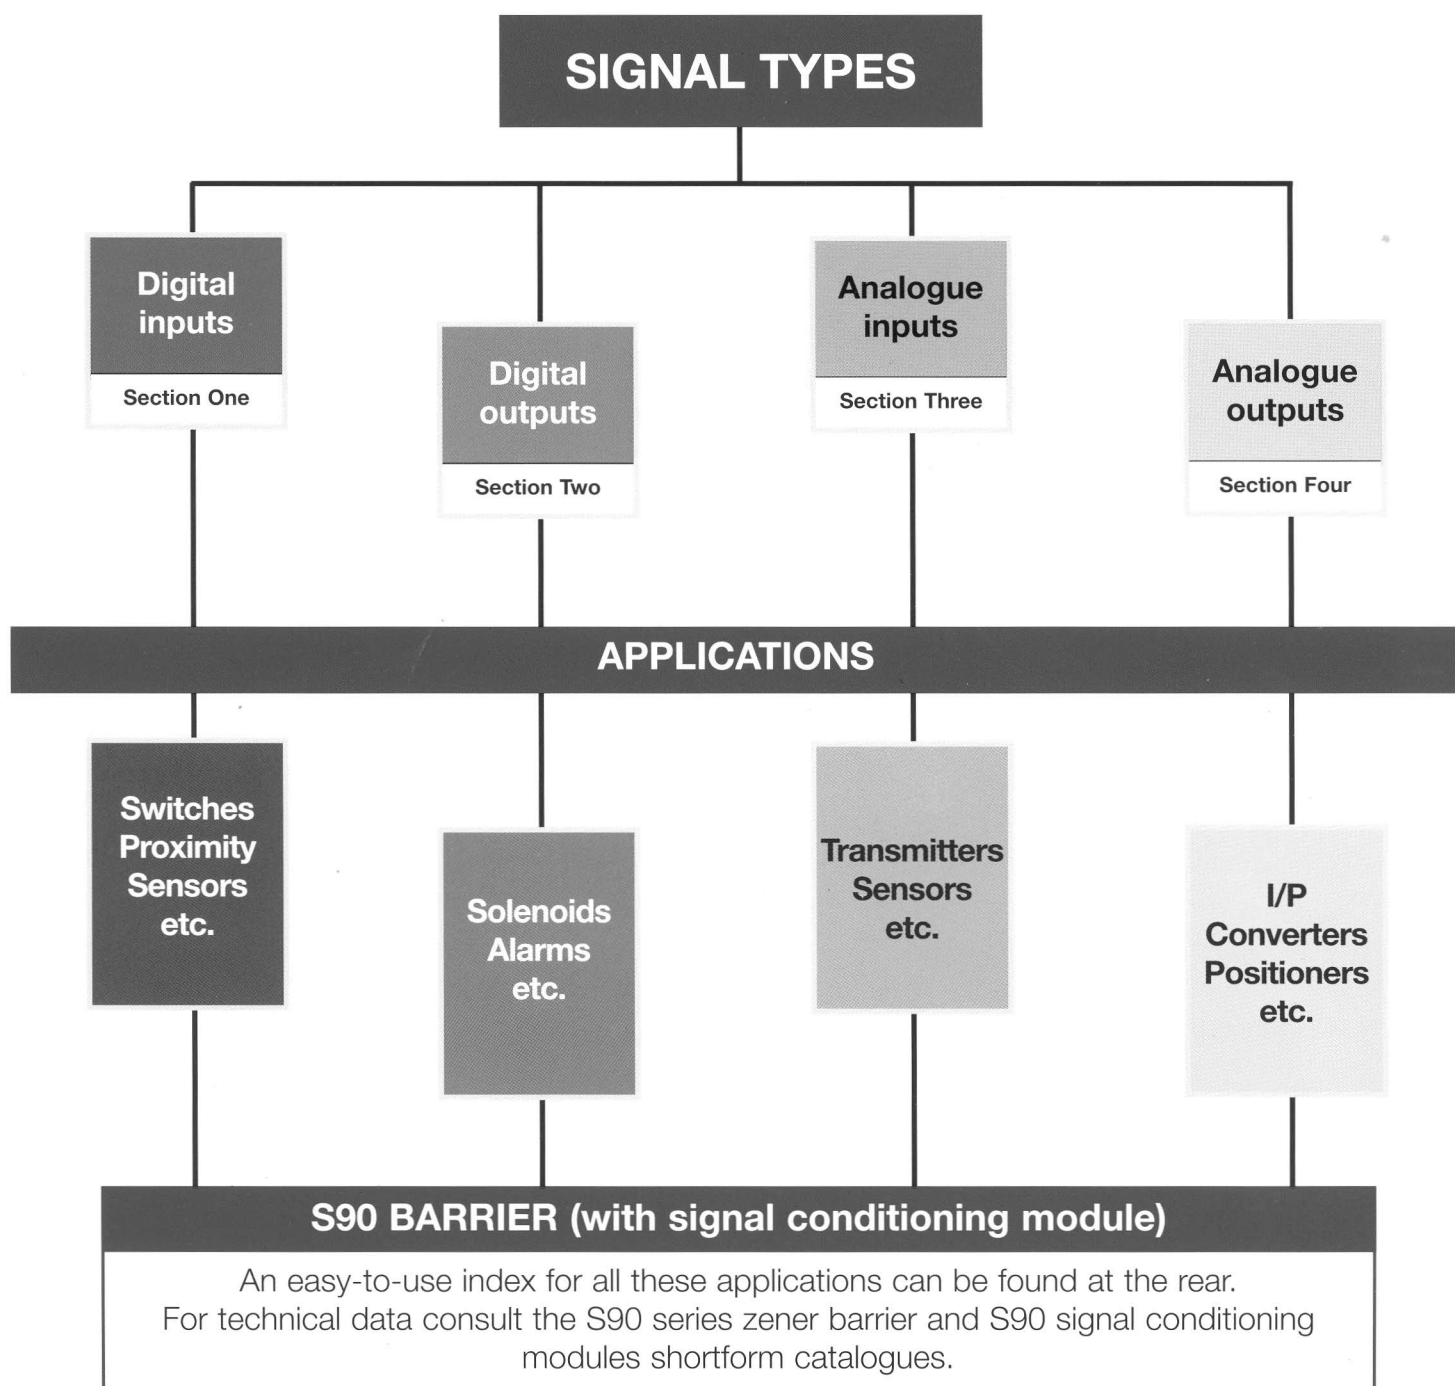 SIGNAL TYPES
Digital
inputs
Section One
Digital
outputs
Section Two
Analogue
inputs
Section Three
Analogue
outputs
Section Four
APPLICATIONS
Switches
Proximity
Sensors
etc.
Solenoids
Alarms
etc.
Transmitters
Sensors
etc.
I/P
Converters
Positioners
etc.
S90 BARRIER (with signal conditioning module)
An easy-to-use index for all these applications can be found at the rear.
For technical data consult the S90 series zener barrier and S90 signal conditioning
modules shortform catalogues.